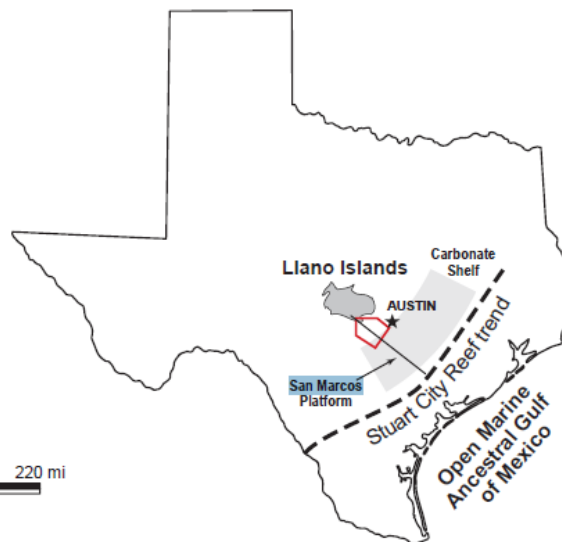 Carbonate
Shelf
Llano Islands
AUSTIN
San Marcos
Platform
Stuart City Reef trend
Open Marine
Ancestral Gulf
of Mexico
220 mi